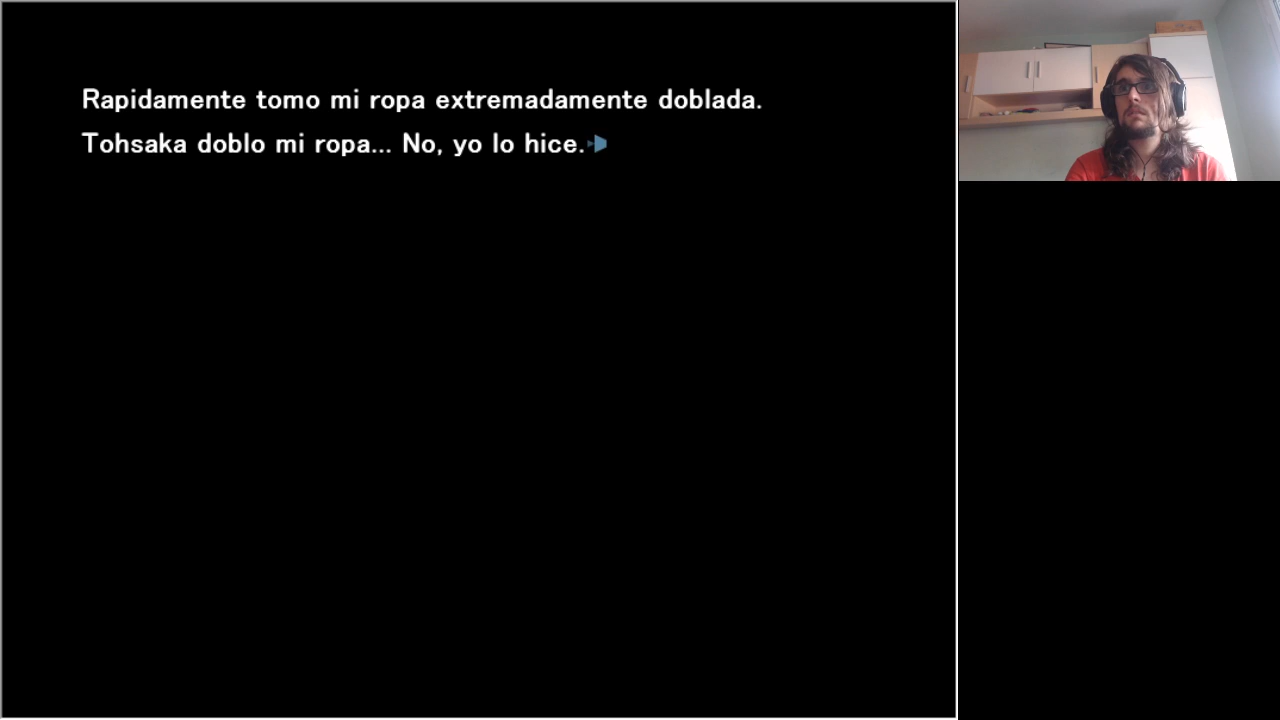 Rapidamente tomo mi ropa extremadamente doblada.
Tohsaka doblo mi ropa... No, yo lo hice.